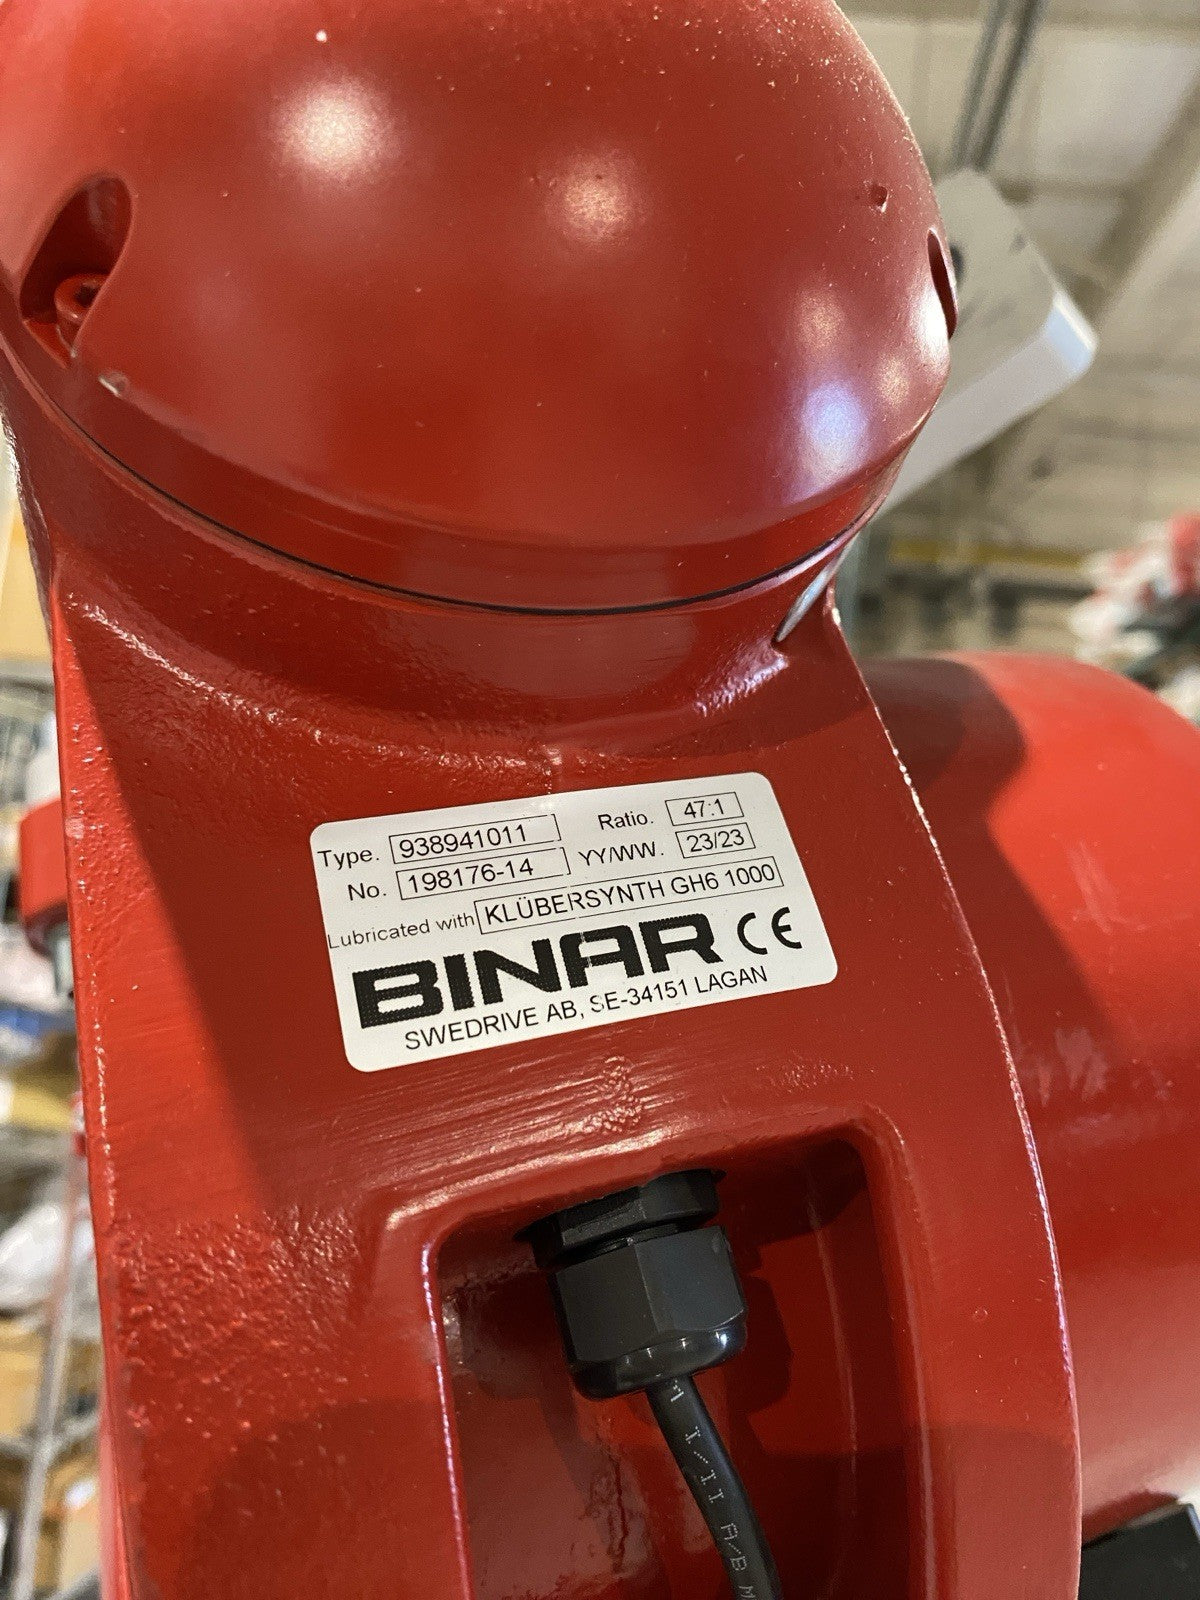 Type. 938941011 Ratio. 47:1
No. 198176-14 YY/WW. 23/23
Lubricated with KLÜBERSYNTH GH6 1000
BINAR CE
SWEDRIVE AB, SE-34151 LAGAN
I/II A/B